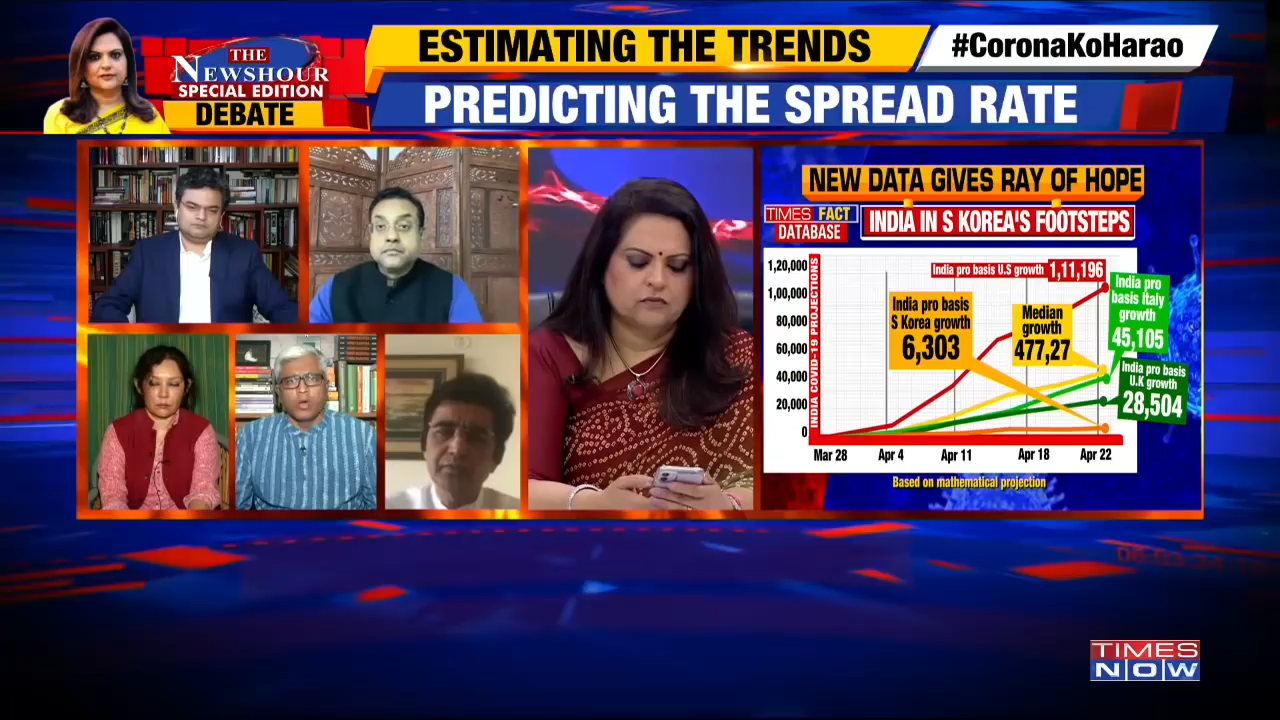 THE
NEWSHOUR
SPECIAL EDITION
DEBATE
ESTIMATING THE TRENDS
#CoronaKoHarao
PREDICTING THE SPREAD RATE
NEW DATA GIVES RAY OF HOPE
TIMES FACT
DATABASE
INDIA IN S KOREA'S FOOTSTEPS
INDIA COVID-19 PROJECTIONS
1,20,000
1,00,000
80,000
60,000
40,000
20,000
0
India pro basis U.S growth 1,11,196
India pro basis
S Korea growth
6,303
Median
growth
477,27
India pro
basis Italy
growth
45,105
India pro basis
U.K growth
28,504
Mar 28
Apr 4
Apr 11
Apr 18
Apr 22
Based on mathematical projection
TIMES
NOW